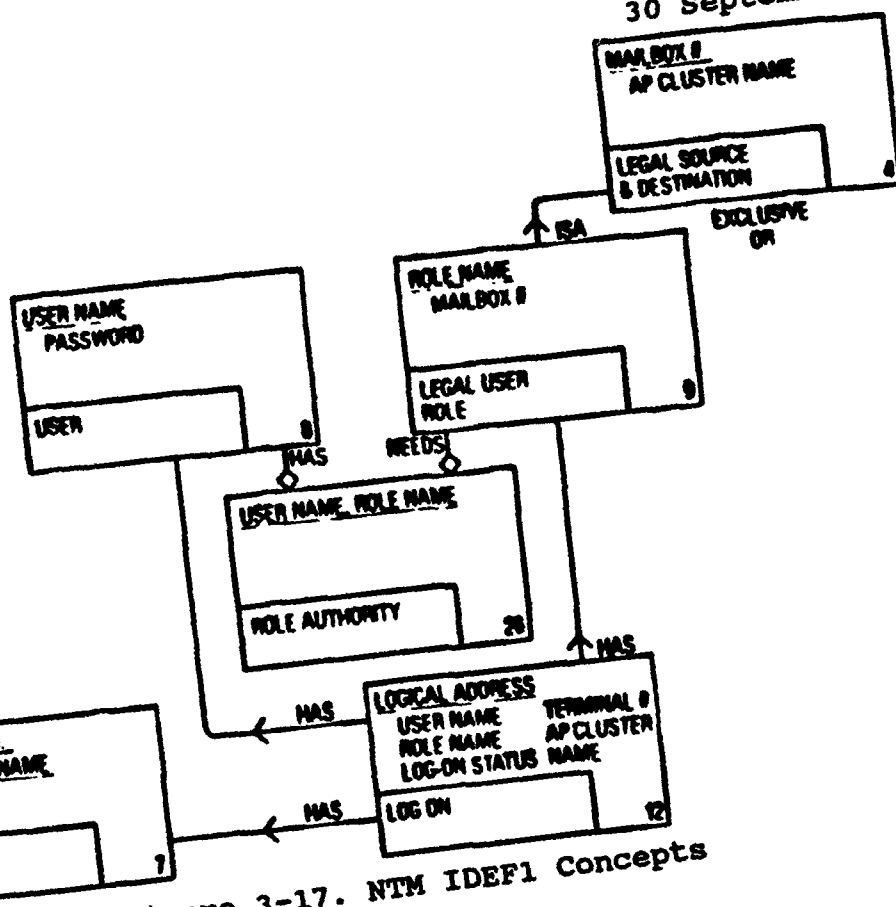 30
MAILBOX #
AP CLUSTER NAME
LEGAL SOURCE
& DESTINATION
4
EXCLUSIVE
OR
ISA
ROLE NAME
MAILBOX #
LEGAL USER
ROLE
9
USER NAME
PASSWORD
USER
8
HAS
NEEDS
USER NAME, ROLE NAME
ROLE AUTHORITY
26
HAS
LOGICAL ADDRESS
USER NAME TERMINAL #
ROLE NAME AP CLUSTER
LOG-ON STATUS NAME
LOG ON
12
HAS
HAS
NAME
7
3-17. NTM IDEF1 Concepts